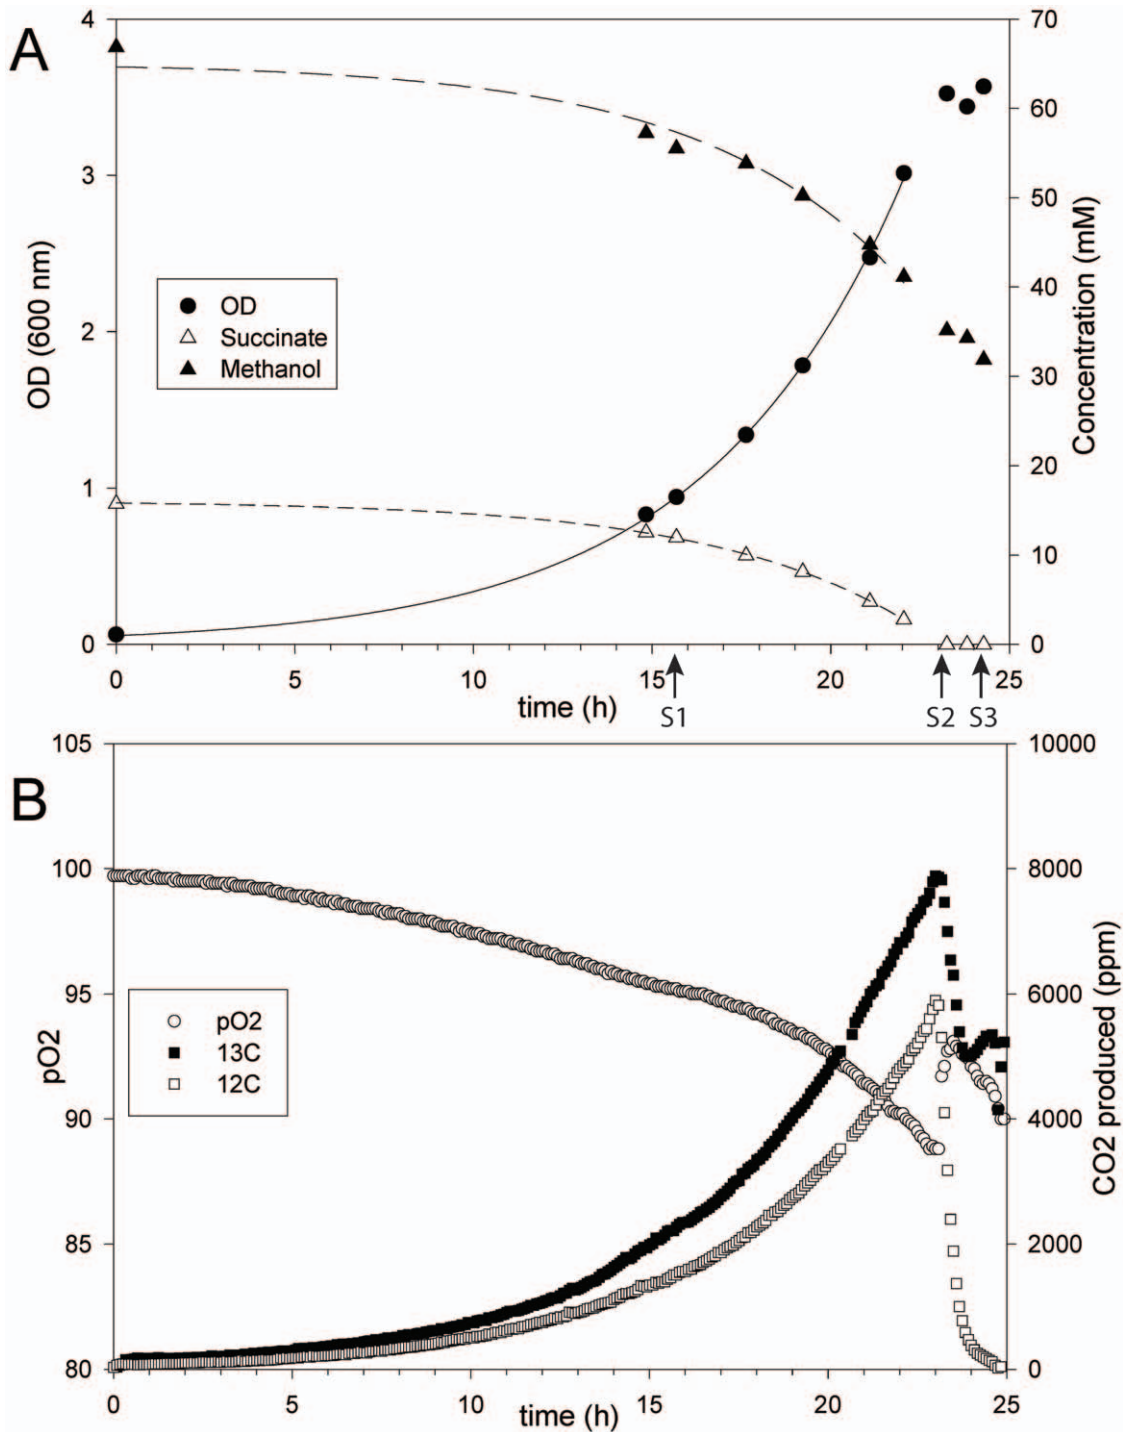 A
4
3
2
1
0
OD (600 nm)
OD
Succinate
Methanol
70
60
50
40
30
20
10
0
Concentration (mM)
0
5
10
15
20
25
time (h)
S1
S2
S3
B
105
100
95
90
85
80
pO2
pO2
13C
12C
10000
8000
6000
4000
2000
0
CO2 produced (ppm)
0
5
10
15
20
25
time (h)